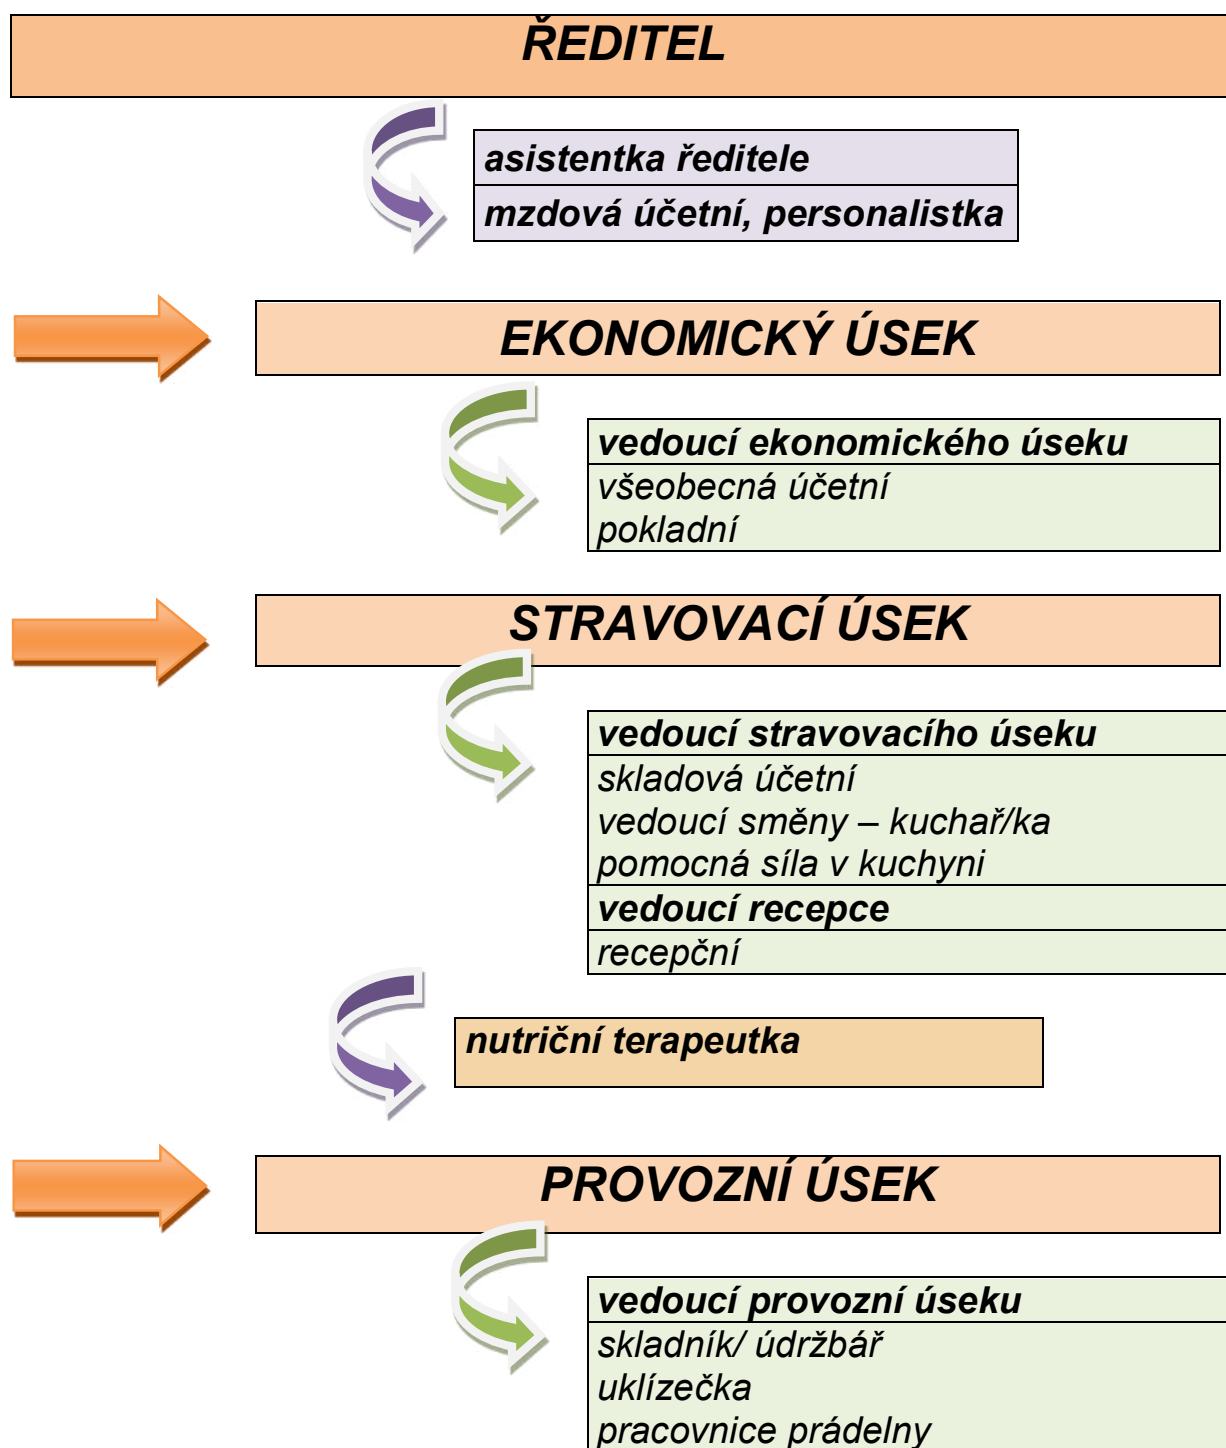 ŘEDITEL
asistentka ředitele
mzdová účetní, personalistka
EKONOMICKÝ ÚSEK
vedoucí ekonomického úseku
všeobecná účetní
pokladní
STRAVOVACÍ ÚSEK
vedoucí stravovacího úseku
skladová účetní
vedoucí směny – kuchař/ka
pomocná síla v kuchyni
vedoucí recepce
recepční
nutriční terapeutka
PROVOZNÍ ÚSEK
vedoucí provozní úseku
skladník/ údržbář
uklízečka
pracovnice prádelny